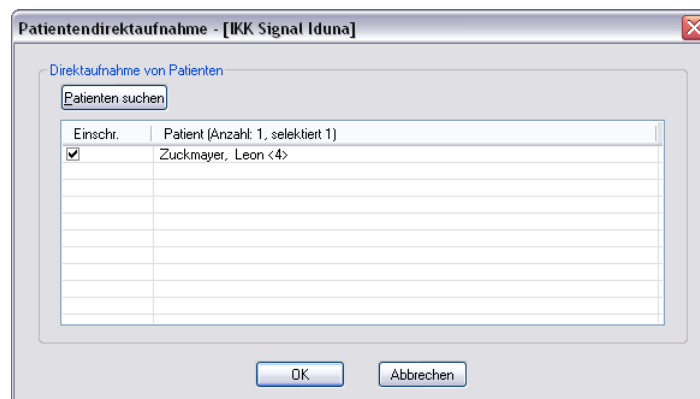 Patientendirektaufnahme - [IKK Signal Iduna]
Direktaufnahme von Patienten
Patienten suchen
Einschr. Patient (Anzahl: 1, selektiert 1)
Zuckmayer, Leon <4>
OK Abbrechen